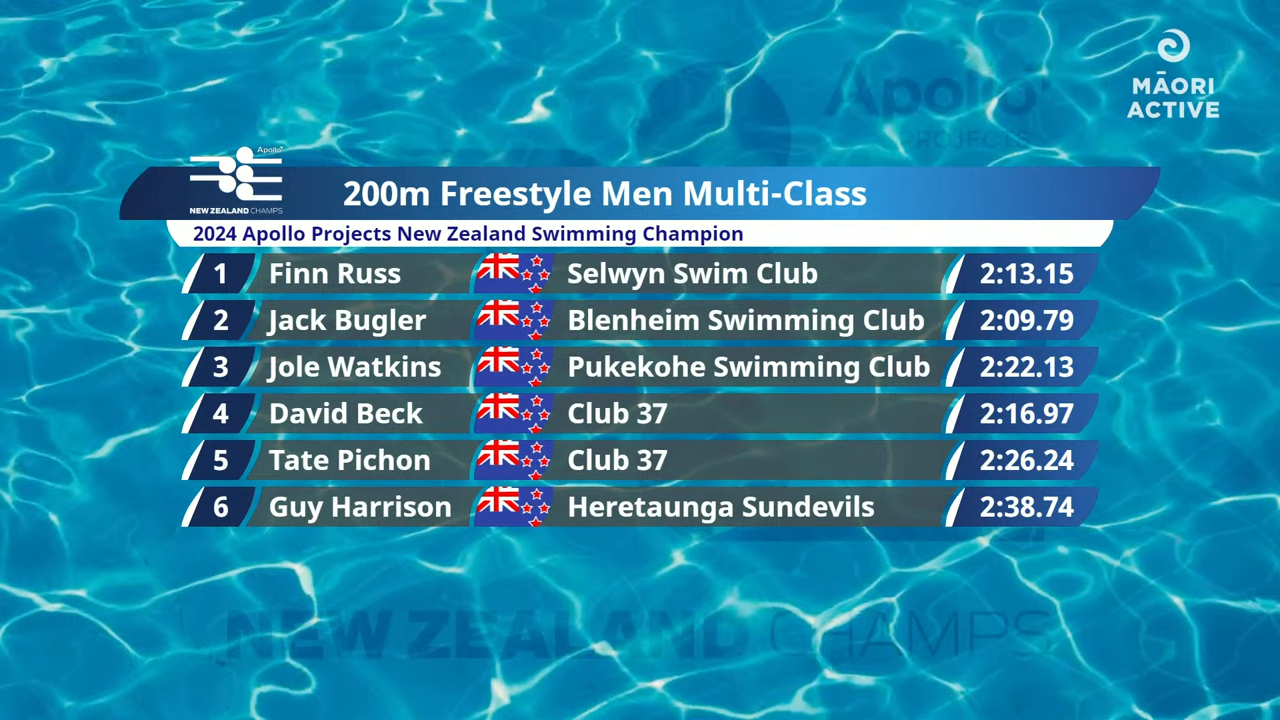 MĀORI
ACTIVE
Apollo
PROJECTS
Apollo
NEW ZEALAND CHAMPS
200m Freestyle Men Multi-Class
2024 Apollo Projects New Zealand Swimming Champion
1 Finn Russ Selwyn Swim Club 2:13.15
2 Jack Bugler Blenheim Swimming Club 2:09.79
3 Jole Watkins Pukekohe Swimming Club 2:22.13
4 David Beck Club 37 2:16.97
5 Tate Pichon Club 37 2:26.24
6 Guy Harrison Heretaunga Sundevils 2:38.74
NEW ZEALAND CHAMPS